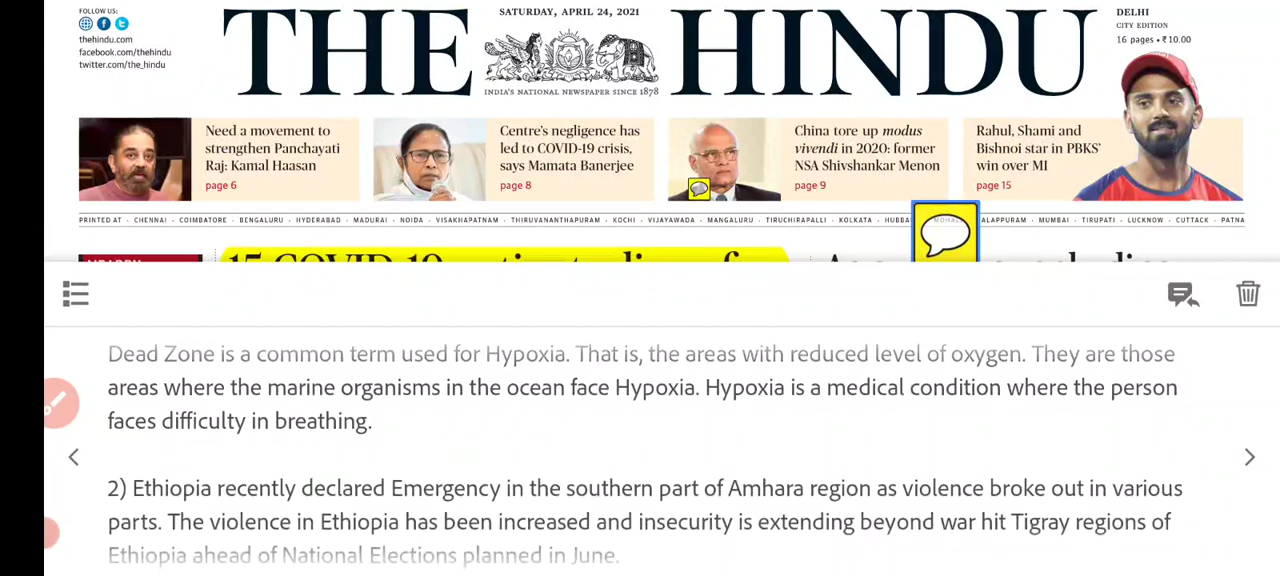 FOLLOW US:
thehindu.com
facebook.com/thehindu
twitter.com/the_hindu
SATURDAY, APRIL 24, 2021
THE HINDU
INDIA'S NATIONAL NEWSPAPER SINCE 1878
DELHI
CITY EDITION
16 pages • ₹10.00
Need a movement to
strengthen Panchayati
Raj: Kamal Haasan
page 6
Centre's negligence has
led to COVID-19 crisis,
says Mamata Banerjee
page 8
China tore up modus
vivendi in 2020: former
NSA Shivshankar Menon
page 9
Rahul, Shami and
Bishnoi star in PBKS'
win over MI
page 15
PRINTED AT · CHENNAI · COIMBATORE · BENGALURU · HYDERABAD · MADURAI · NOIDA · VISAKHAPATNAM · THIRUVANANTHAPURAM · KOCHI · VIJAYAWADA · MANGALURU · TIRUCHIRAPALLI · KOLKATA · HUBBA MOHAL ALAPPURAM · MUMBAI · TIRUPATI · LUCKNOW · CUTTACK · PATNA
15 COVID-19
Dead Zone is a common term used for Hypoxia. That is, the areas with reduced level of oxygen. They are those
areas where the marine organisms in the ocean face Hypoxia. Hypoxia is a medical condition where the person
faces difficulty in breathing.
2) Ethiopia recently declared Emergency in the southern part of Amhara region as violence broke out in various
parts. The violence in Ethiopia has been increased and insecurity is extending beyond war hit Tigray regions of
Ethiopia ahead of National Elections planned in June.